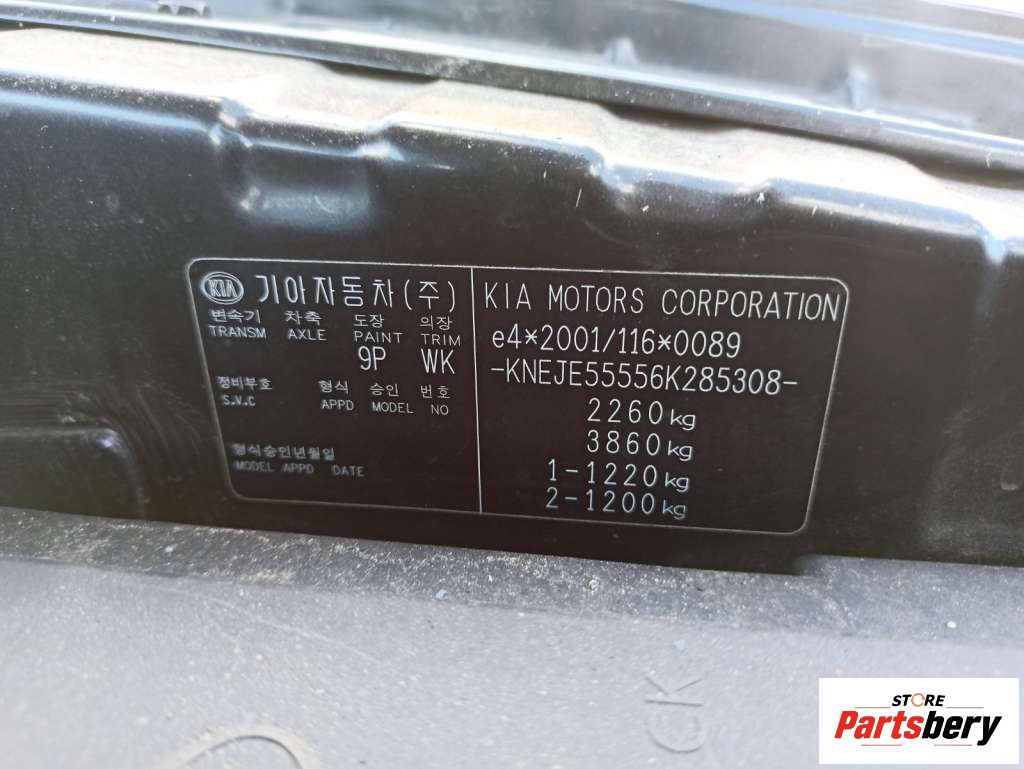 KIA 기아자동차(주)
변속기 차축 도장 의장
TRANSM AXLE PAINT TRIM
9P WK
정비부호 형식 승인 번호
S.V.C APPD MODEL NO
형식승인년월일
MODEL APPD DATE
KIA MOTORS CORPORATION
e4*2001/116*0089
-KNEJE55556K285308-
2260kg
3860kg
1-1220kg
2-1200kg
CK
STORE
Partsbery